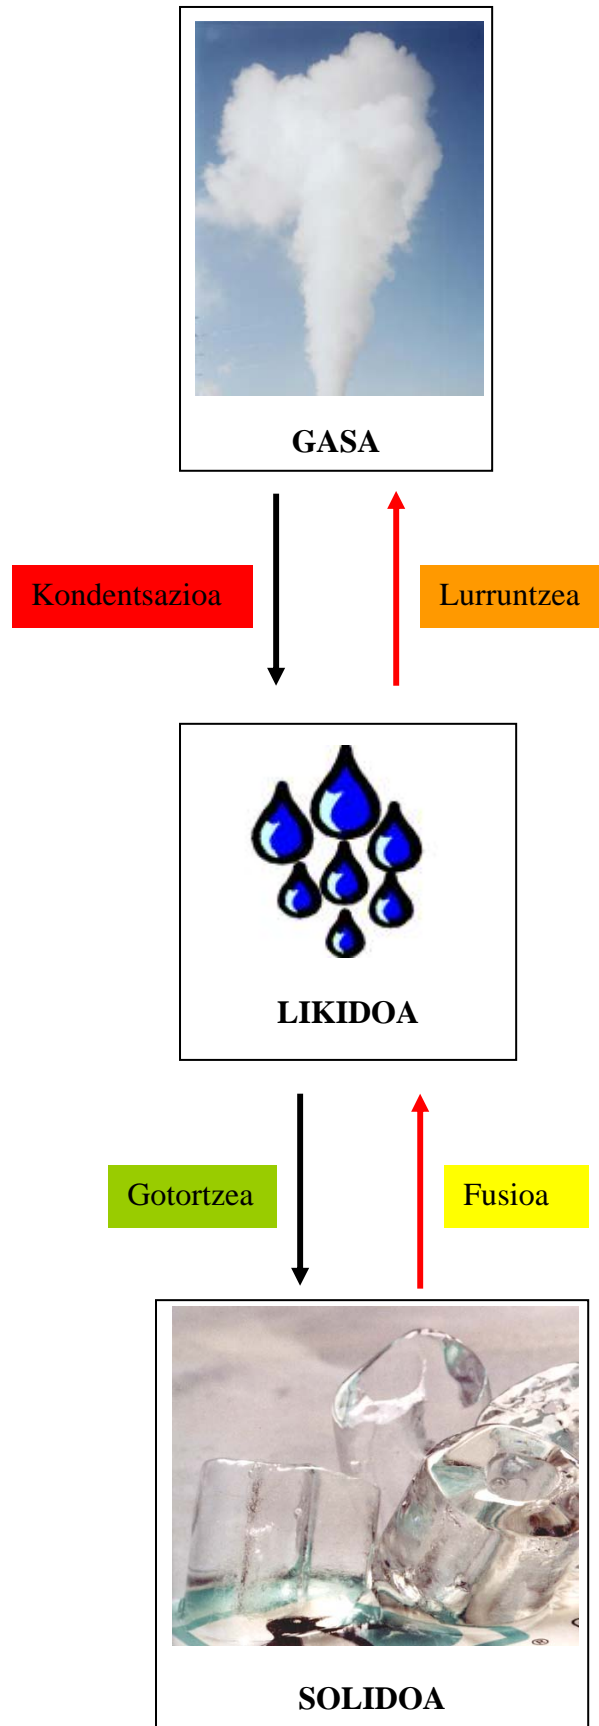 GASA
Kondentsazioa
Lurruntzea
LIKIDOA
Gotortzea
Fusioa
®
SOLIDOA